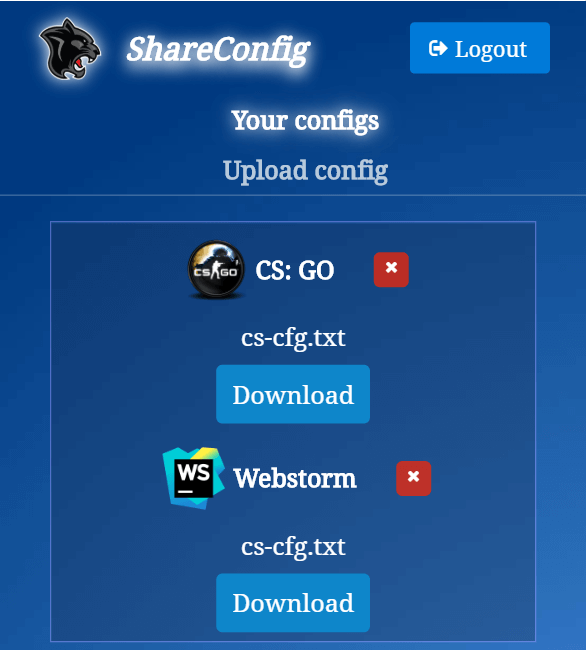 ShareConfig
Logout
Your configs
Upload config
CS GO
CS: GO
cs-cfg.txt
Download
WS
Webstorm
cs-cfg.txt
Download